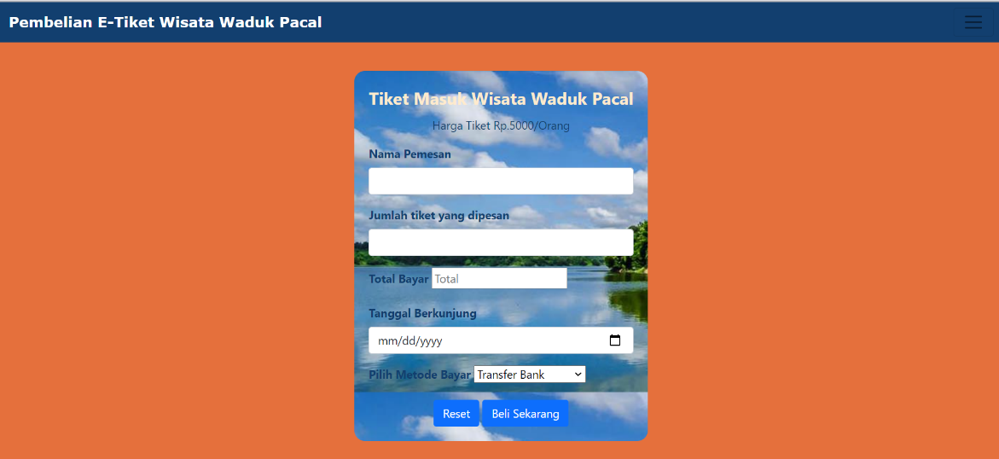 Pembelian E-Tiket Wisata Waduk Pacal
Tiket Masuk Wisata Waduk Pacal
Harga Tiket Rp.5000/Orang
Nama Pemesan
Jumlah tiket yang dipesan
Total Bayar Total
Tanggal Berkunjung
mm/dd/yyyy
Pilih Metode Bayar Transfer Bank
Reset Beli Sekarang